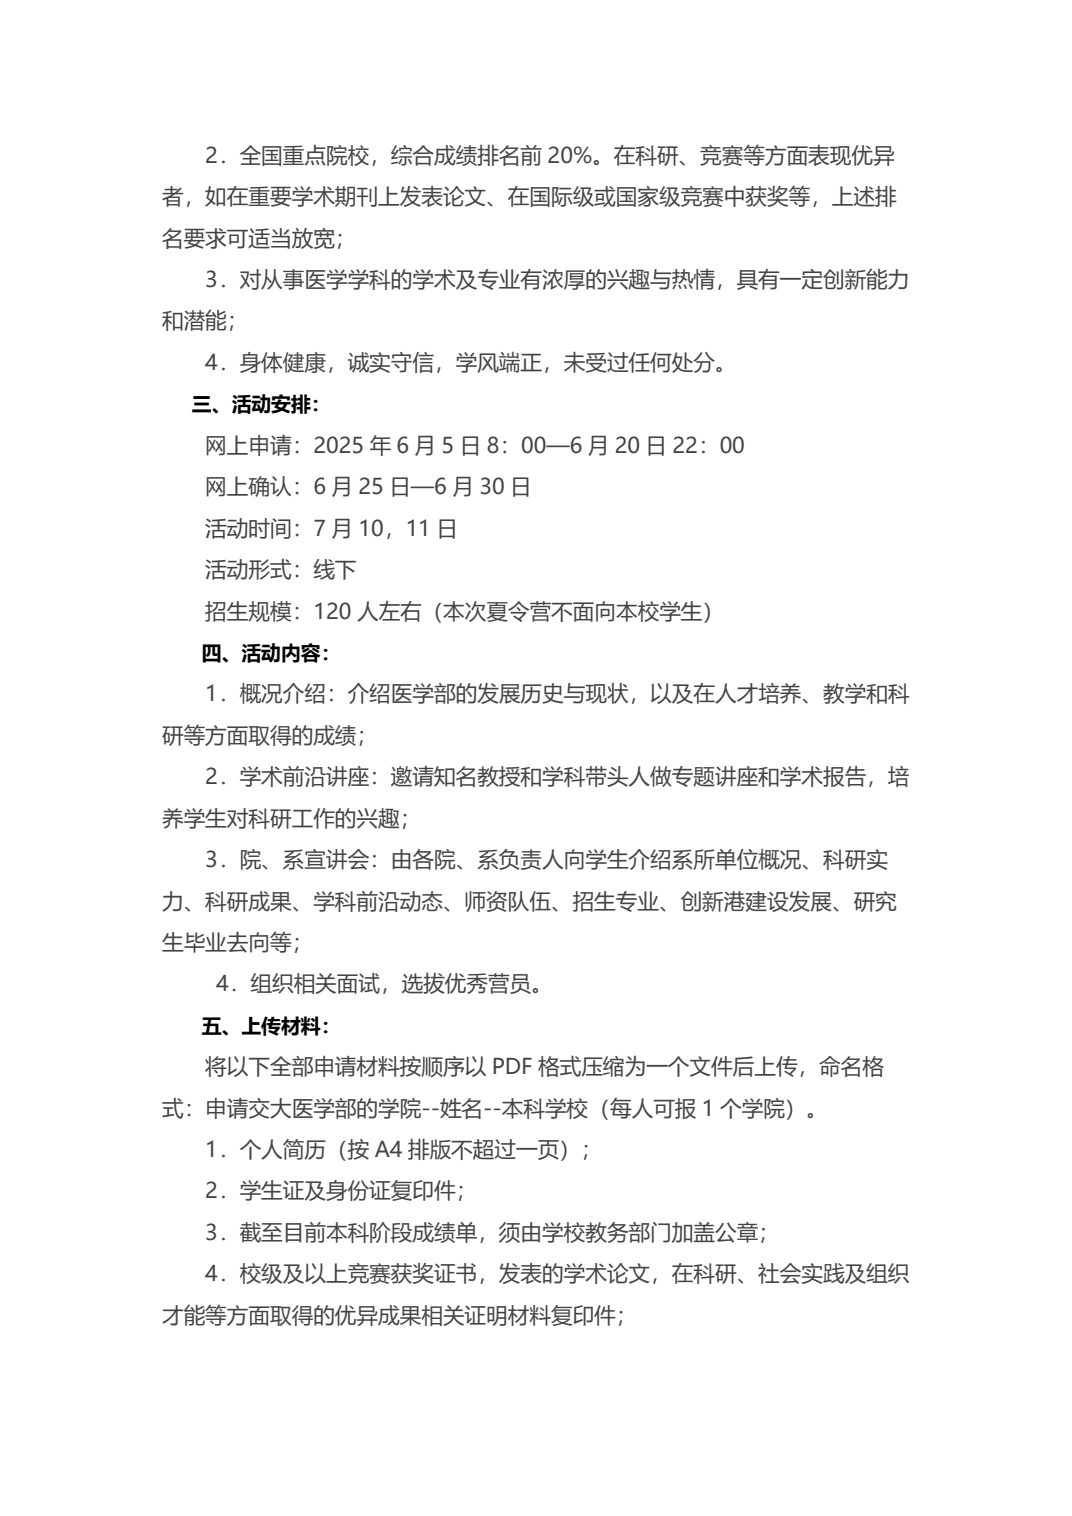 2．全国重点院校，综合成绩排名前 20%。在科研、竞赛等方面表现优异
者，如在重要学术期刊上发表论文、在国际级或国家级竞赛中获奖等，上述排
名要求可适当放宽；
3．对从事医学学科的学术及专业有浓厚的兴趣与热情，具有一定创新能力
和潜能；
4．身体健康，诚实守信，学风端正，未受过任何处分。
三、活动安排：
网上申请：2025 年 6 月 5 日 8：00—6 月 20 日 22：00
网上确认：6 月 25 日—6 月 30 日
活动时间：7 月 10，11 日
活动形式：线下
招生规模：120 人左右（本次夏令营不面向本校学生）
四、活动内容：
1．概况介绍：介绍医学部的发展历史与现状，以及在人才培养、教学和科
研等方面取得的成绩；
2．学术前沿讲座：邀请知名教授和学科带头人做专题讲座和学术报告，培
养学生对科研工作的兴趣；
3．院、系宣讲会：由各院、系负责人向学生介绍系所单位概况、科研实
力、科研成果、学科前沿动态、师资队伍、招生专业、创新港建设发展、研究
生毕业去向等；
4．组织相关面试，选拔优秀营员。
五、上传材料：
将以下全部申请材料按顺序以 PDF 格式压缩为一个文件后上传，命名格
式：申请交大医学部的学院--姓名--本科学校（每人可报 1 个学院）。
1．个人简历（按 A4 排版不超过一页）；
2．学生证及身份证复印件；
3．截至目前本科阶段成绩单，须由学校教务部门加盖公章；
4．校级及以上竞赛获奖证书，发表的学术论文，在科研、社会实践及组织
才能等方面取得的优异成果相关证明材料复印件；